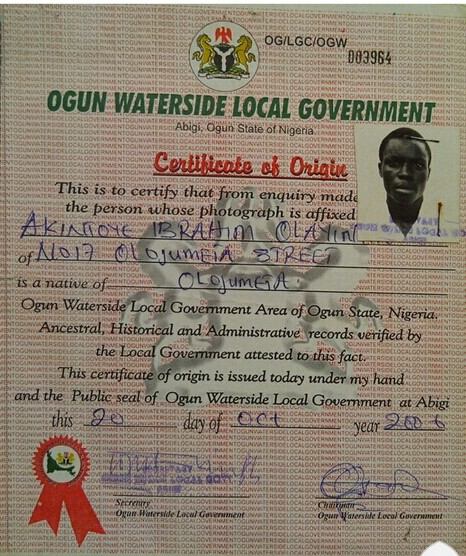 OG/LGC/OGW
003964
OGUN WATERSIDE LOCAL GOVERNMENT
Abigi, Ogun State of Nigeria
Certificate of Origin
This is to certify that from enquiry made
the person whose photograph is affixed
AKINTOYE IBRAHIM OLAYIN
of NO17 OLOJUMETA STREET
is a native of OLOJUMETA.
Ogun Waterside Local Government Area of Ogun State, Nigeria.
Ancestral, Historical and Administrative records verified by
the Local Government attested to this fact.
This certificate of origin is issued today under my hand
and the Public seal of Ogun Waterside Local Government at Abigi
this 20 day of Oct year 2006
Secretary
Ogun Waterside Local Government
Chairman
Ogun Waterside Local Government